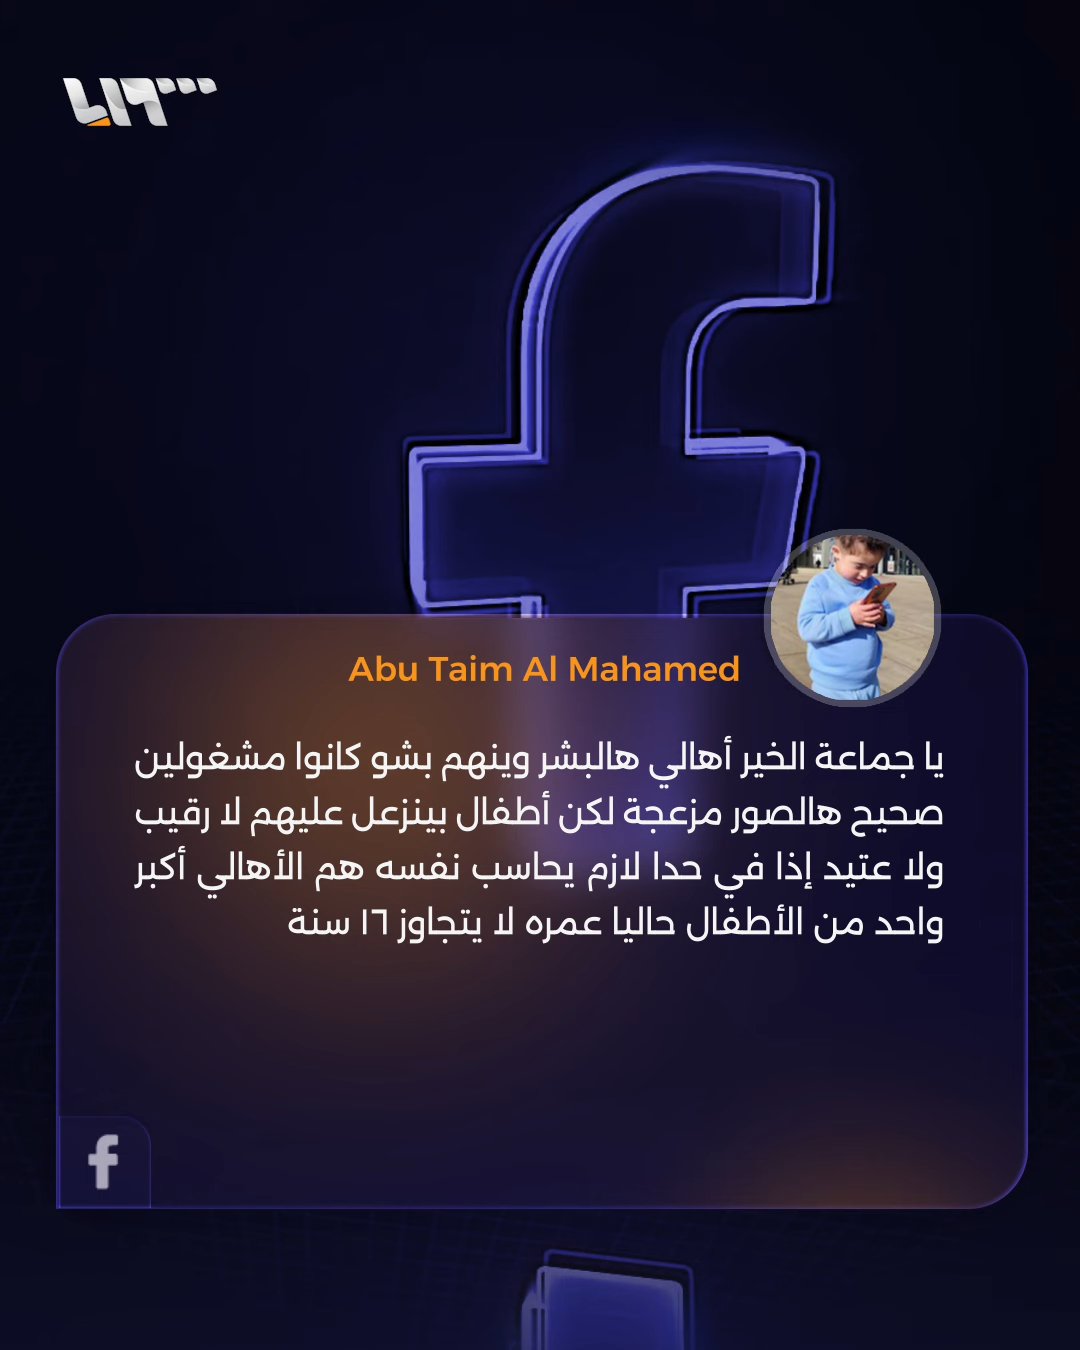 LIT
Abu Taim Al Mahamed
يا جماعة الخير أهالي هالبشر وينهم بشو كانوا مشغولين
صحيح هالصور مزعجة لكن أطفال بينزعل عليهم لا رقيب
ولا عتيد إذا في حدا لازم يحاسب نفسه هم الأهالي أكبر
واحد من الأطفال حاليا عمره لا يتجاوز ١٦ سنة